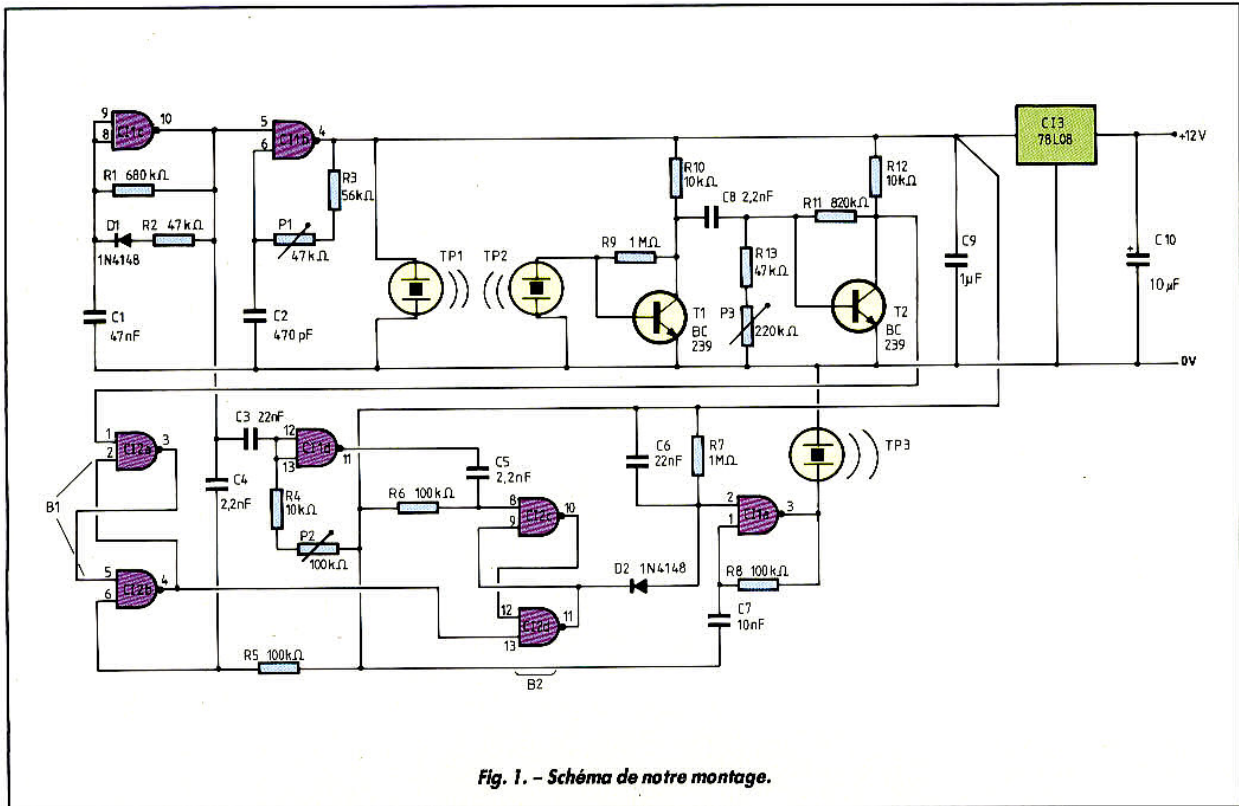 9
8
CI1c
10
R1 680 kΩ
D1
R2 47 kΩ
1N4148
C1
47nF
5
6
CI1b
4
R3
56kΩ
P1
47kΩ
C2
470 pF
TP1
TP2
R9 1 MΩ
R10
10kΩ
C8 2,2nF
T1
BC
239
R13
47kΩ
P3
220kΩ
R11 820kΩ
R12
10kΩ
T2
BC
239
C9
1µF
CI3
78L08
+
C10
10 µF
+12V
0V
1
2
CI2a
3
B1
5
6
CI2b
4
C3 22nF
C4
2,2nF
12
13
CI1d
11
R4
10kΩ
P2
100kΩ
R5 100kΩ
R6 100kΩ
C5
2,2nF
8
9
CI2c
10
12
13
CI2d
11
B2
D2 1N4148
C6
22nF
R7
1MΩ
2
1
CI1a
3
R8 100kΩ
C7
10nF
TP3
Fig. 1. – Schéma de notre montage.